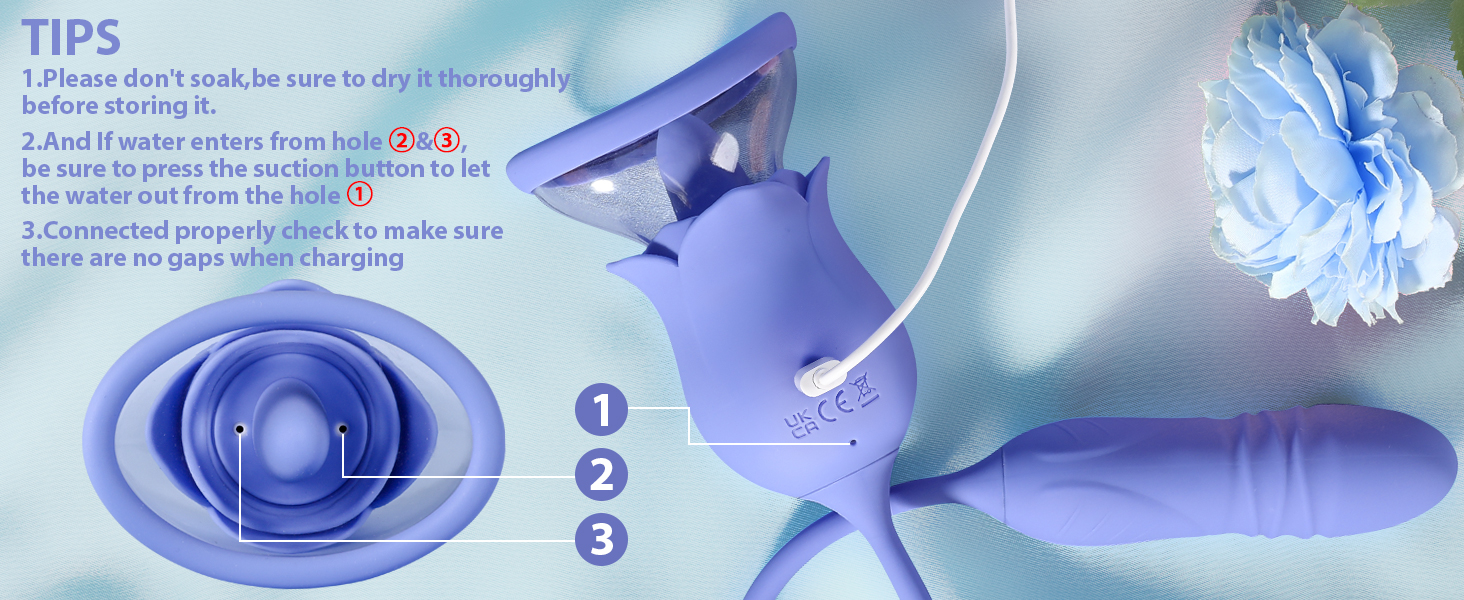 TIPS
1.Please don't soak,be sure to dry it thoroughly
before storing it.
2.And If water enters from hole ②&③,
be sure to press the suction button to let
the water out from the hole ①
3.Connected properly check to make sure
there are no gaps when charging
1
2
3
UK
CA CE